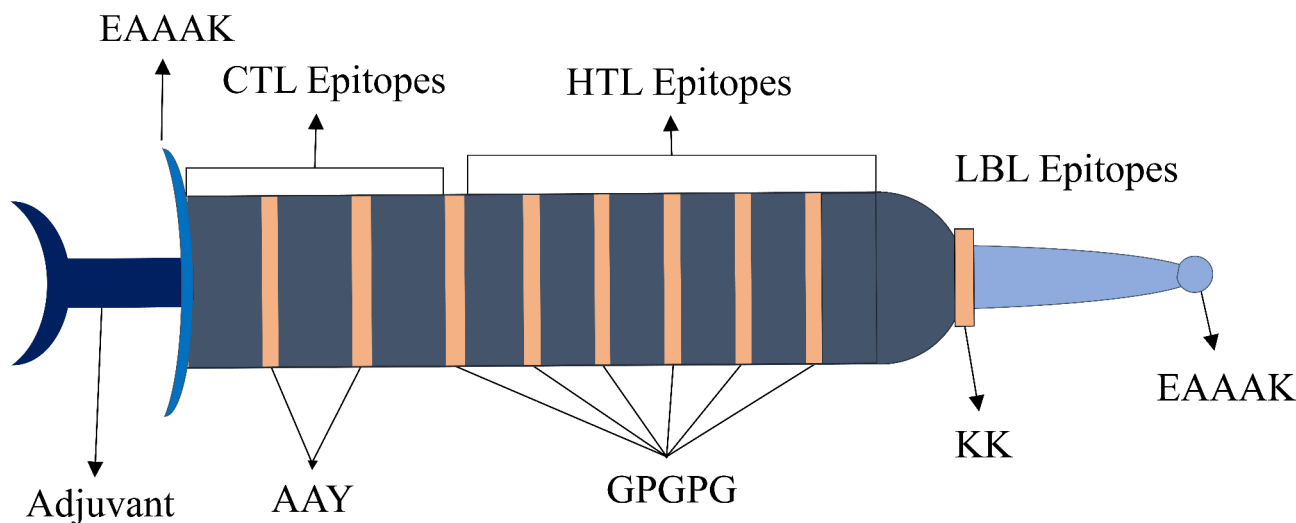 EAAAK
CTL Epitopes
HTL Epitopes
LBL Epitopes
EAAAK
KK
GPGPG
AAY
Adjuvant